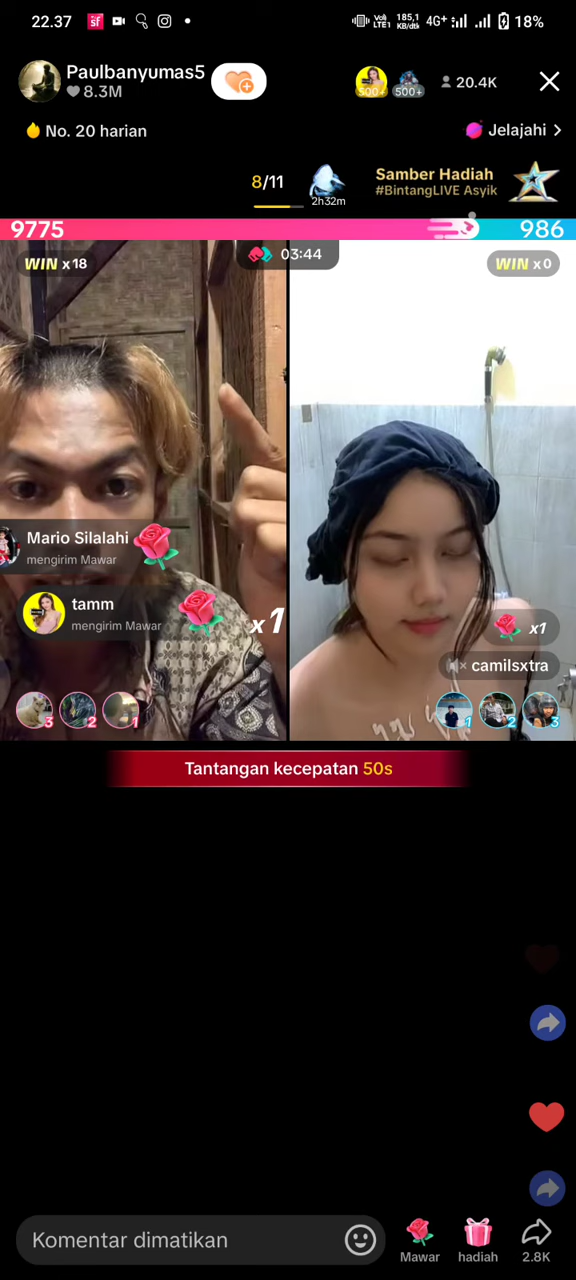 22.37
sf
Vo))
LTE1
185,1
KB/dtk
4G+
18%
Paulbanyumas5
8.3M
500+
500+
20.4K
No. 20 harian
Jelajahi >
8/11
2h32m
Samber Hadiah
#BintangLIVE Asyik
9775
986
WIN x18
03:44
WIN x0
Mario Silalahi
mengirim Mawar
tamm
mengirim Mawar
x1
x1
camilsxtra
3
2
1
1
2
3
Tantangan kecepatan 50s
Komentar dimatikan
Mawar
hadiah
2.8K